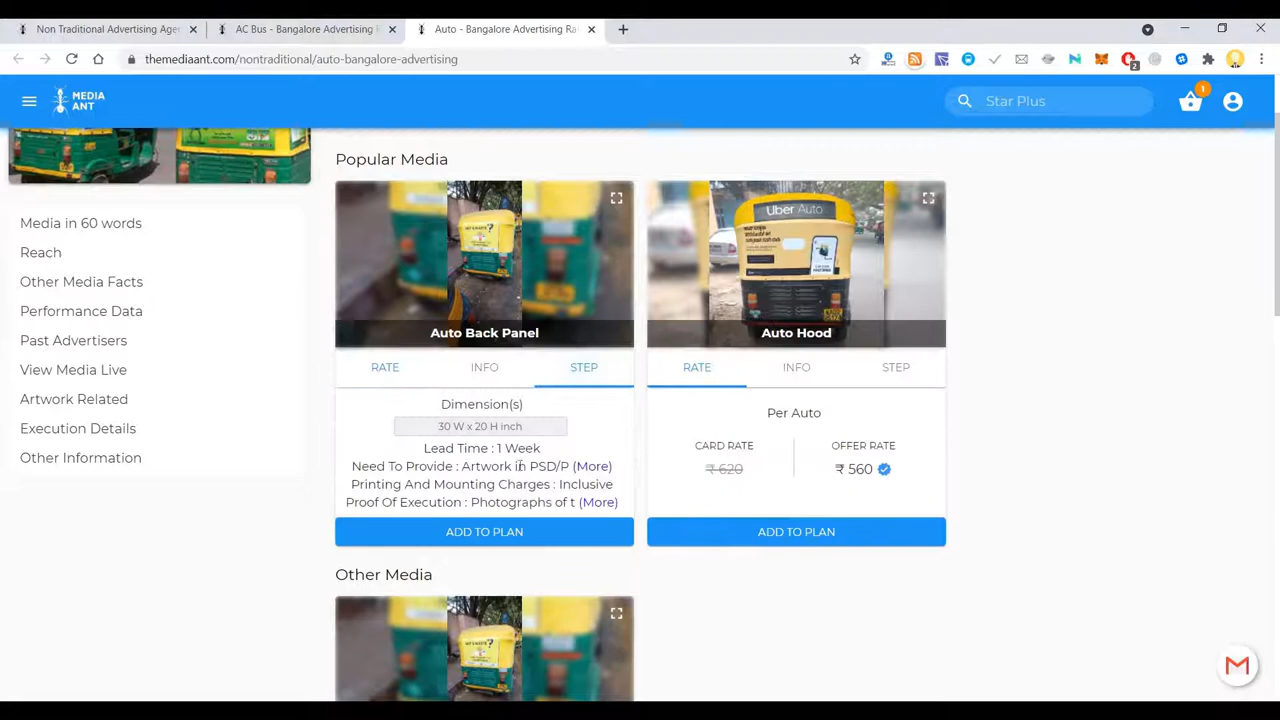 Non Traditional Advertising Age
AC Bus - Bangalore Advertising R
Auto - Bangalore Advertising Ra
themediaant.com/nontraditional/auto-bangalore-advertising
2
MEDIA
ANT
Star Plus
1
Popular Media
Media in 60 words
Reach
Other Media Facts
Performance Data
Past Advertisers
View Media Live
Artwork Related
Execution Details
Other Information
Auto Back Panel
RATE INFO STEP
Dimension(s)
30 W x 20 H inch
Lead Time : 1 Week
Need To Provide : Artwork in PSD/P (More)
Printing And Mounting Charges : Inclusive
Proof Of Execution : Photographs of t (More)
ADD TO PLAN
Uber Auto
Auto Hood
RATE INFO STEP
Per Auto
CARD RATE OFFER RATE
₹ 620 ₹ 560
ADD TO PLAN
Other Media